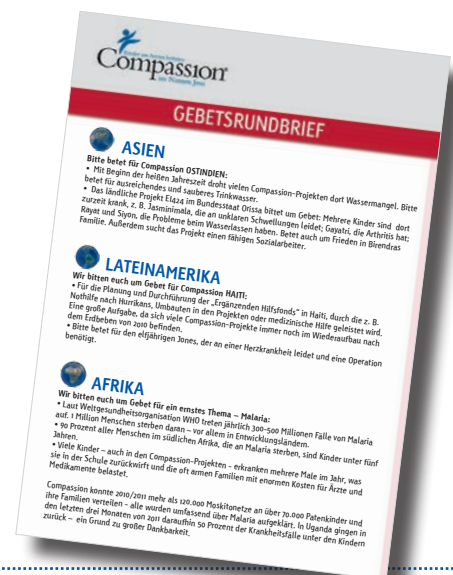 Kinder aus Armut befreien
Compassion
im Namen Jesu
GEBETSRUNDBRIEF
ASIEN
Bitte betet für Compassion OSTINDIEN:
• Mit Beginn der heißen Jahreszeit droht vielen Compassion-Projekten dort Wassermangel. Bitte
betet für ausreichendes und sauberes Trinkwasser.
• Das ländliche Projekt EI424 im Bundesstaat Orissa bittet um Gebet: Mehrere Kinder sind dort
zurzeit krank, z. B. Jasminimala, die an unklaren Schwellungen leidet; Gayatri, die Arthritis hat;
Rayat und Siyon, die Probleme beim Wasserlassen haben. Betet auch um Frieden in Birendras
Familie. Außerdem sucht das Projekt einen fähigen Sozialarbeiter.
LATEINAMERIKA
Wir bitten euch um Gebet für Compassion HAITI:
• Für die Planung und Durchführung der „Ergänzenden Hilfsfonds“ in Haiti, durch die z. B.
Nothilfe nach Hurrikans, Umbauten in den Projekten oder medizinische Hilfe geleistet wird.
Eine große Aufgabe, da sich viele Compassion-Projekte immer noch im Wiederaufbau nach
dem Erdbeben von 2010 befinden.
• Bitte betet für den elfjährigen Jones, der an einer Herzkrankheit leidet und eine Operation
benötigt.
AFRIKA
Wir bitten euch um Gebet für ein ernstes Thema – Malaria:
• Laut Weltgesundheitsorganisation WHO treten jährlich 300-500 Millionen Fälle von Malaria
auf. 1 Million Menschen sterben daran – vor allem in Entwicklungsländern.
• 90 Prozent aller Menschen im südlichen Afrika, die an Malaria sterben, sind Kinder unter fünf
Jahren.
• Viele Kinder – auch in den Compassion-Projekten - erkranken mehrere Male im Jahr, was
sie in der Schule zurückwirft und die oft armen Familien mit enormen Kosten für Ärzte und
Medikamente belastet.
Compassion konnte 2010/2011 mehr als 120.000 Moskitonetze an über 70.000 Patenkinder und
ihre Familien verteilen - alle wurden umfassend über Malaria aufgeklärt. In Uganda gingen in
den letzten drei Monaten von 2011 daraufhin 50 Prozent der Krankheitsfälle unter den Kindern
zurück – ein Grund zu großer Dankbarkeit.